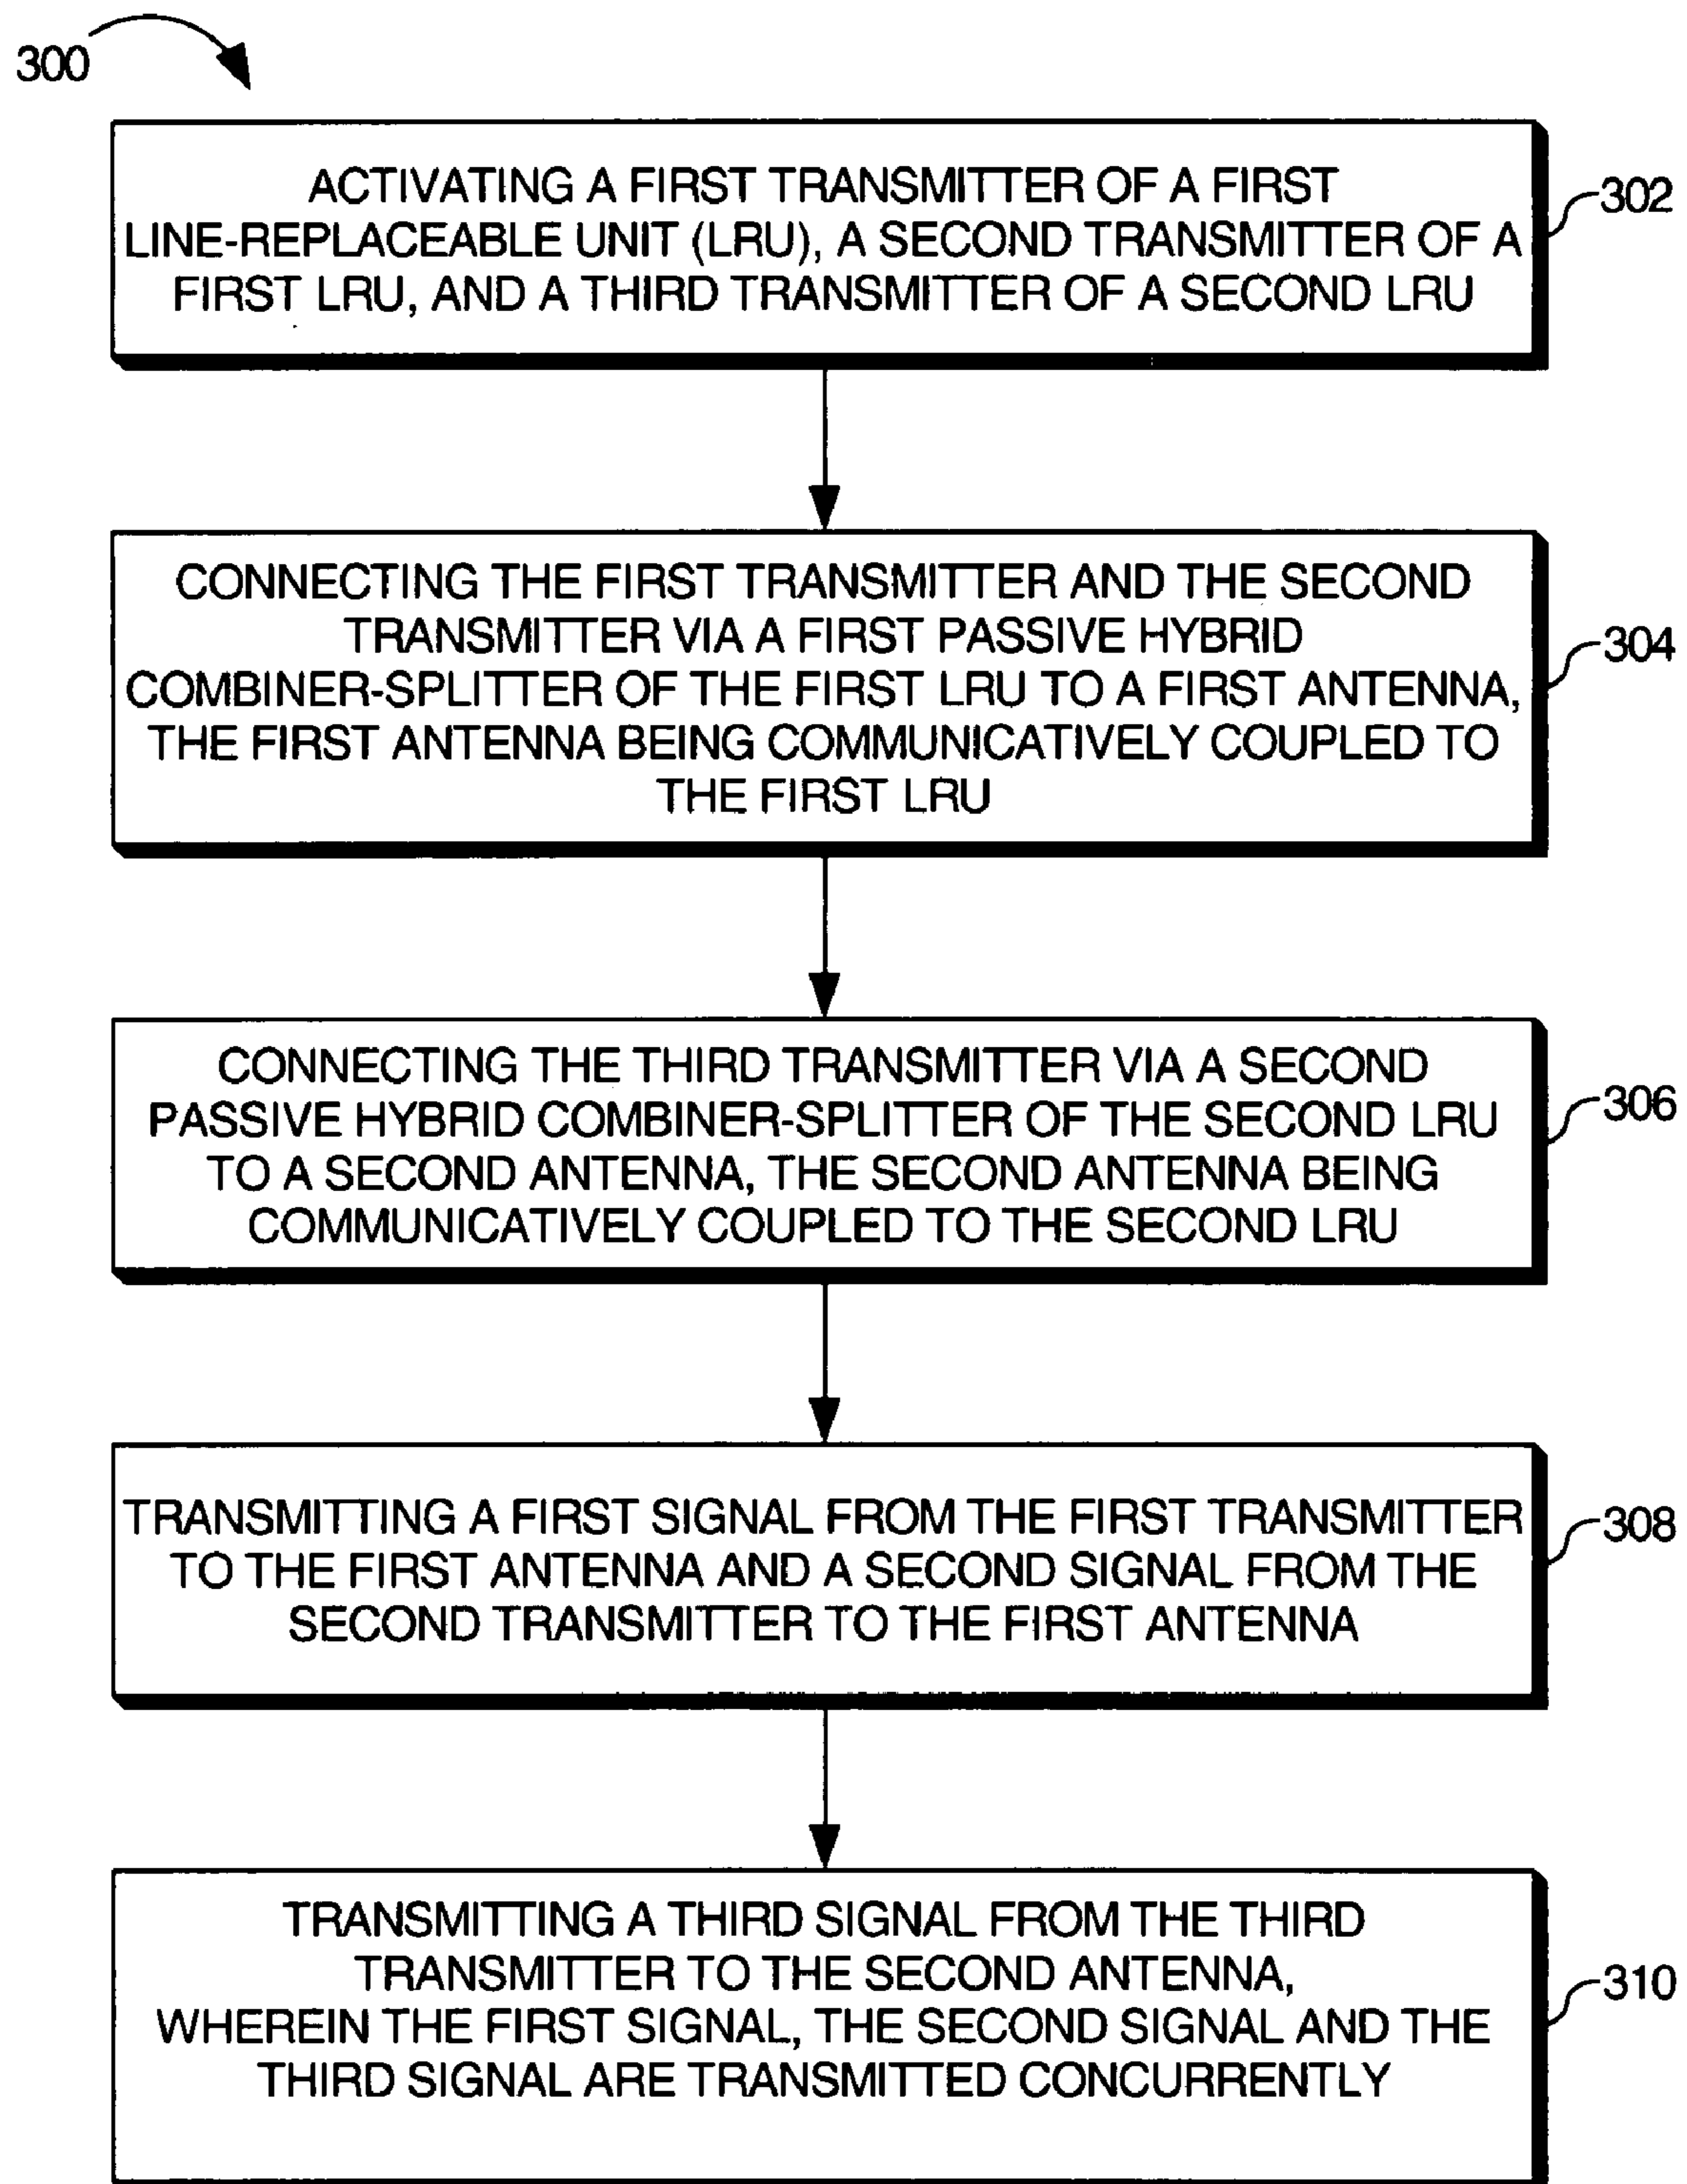 300
ACTIVATING A FIRST TRANSMITTER OF A FIRST
LINE-REPLACEABLE UNIT (LRU), A SECOND TRANSMITTER OF A
FIRST LRU, AND A THIRD TRANSMITTER OF A SECOND LRU
302
CONNECTING THE FIRST TRANSMITTER AND THE SECOND
TRANSMITTER VIA A FIRST PASSIVE HYBRID
COMBINER-SPLITTER OF THE FIRST LRU TO A FIRST ANTENNA,
THE FIRST ANTENNA BEING COMMUNICATIVELY COUPLED TO
THE FIRST LRU
304
CONNECTING THE THIRD TRANSMITTER VIA A SECOND
PASSIVE HYBRID COMBINER-SPLITTER OF THE SECOND LRU
TO A SECOND ANTENNA, THE SECOND ANTENNA BEING
COMMUNICATIVELY COUPLED TO THE SECOND LRU
306
TRANSMITTING A FIRST SIGNAL FROM THE FIRST TRANSMITTER
TO THE FIRST ANTENNA AND A SECOND SIGNAL FROM THE
SECOND TRANSMITTER TO THE FIRST ANTENNA
308
TRANSMITTING A THIRD SIGNAL FROM THE THIRD
TRANSMITTER TO THE SECOND ANTENNA,
WHEREIN THE FIRST SIGNAL, THE SECOND SIGNAL AND THE
THIRD SIGNAL ARE TRANSMITTED CONCURRENTLY
310